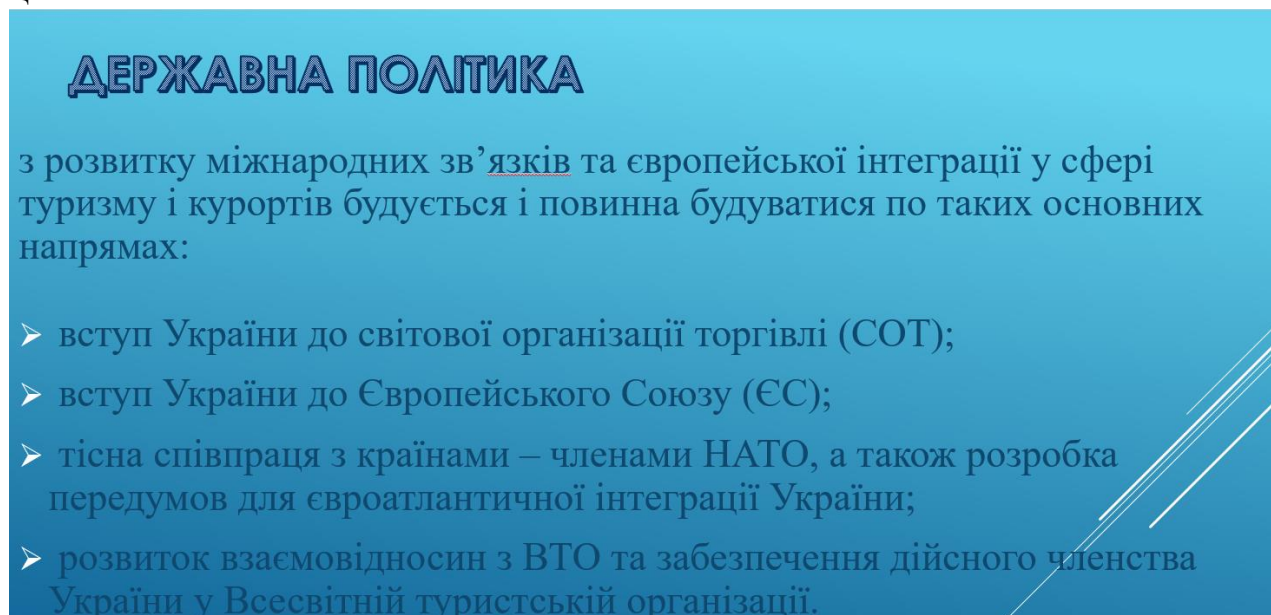 ДЕРЖАВНА ПОЛІТИКА
з розвитку міжнародних зв’язків та європейської інтеграції у сфері
туризму і курортів будується і повинна будуватися по таких основних
напрямах:
➢ вступ України до світової організації торгівлі (СОТ);
➢ вступ України до Європейського Союзу (ЄС);
➢ тісна співпраця з країнами – членами НАТО, а також розробка
передумов для євроатлантичної інтеграції України;
➢ розвиток взаємовідносин з ВТО та забезпечення дійсного членства
України у Всесвітній туристській організації.